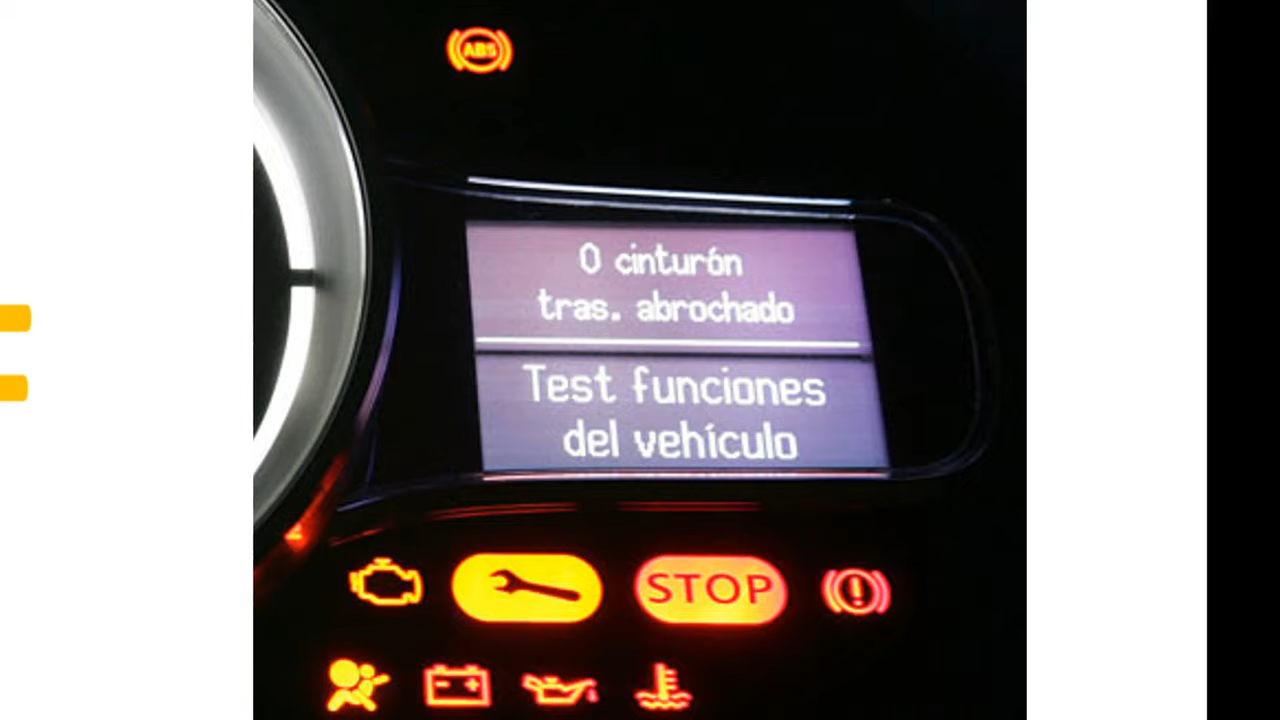 ABS
0 cinturón
tras. abrochado
Test funciones
del vehículo
STOP